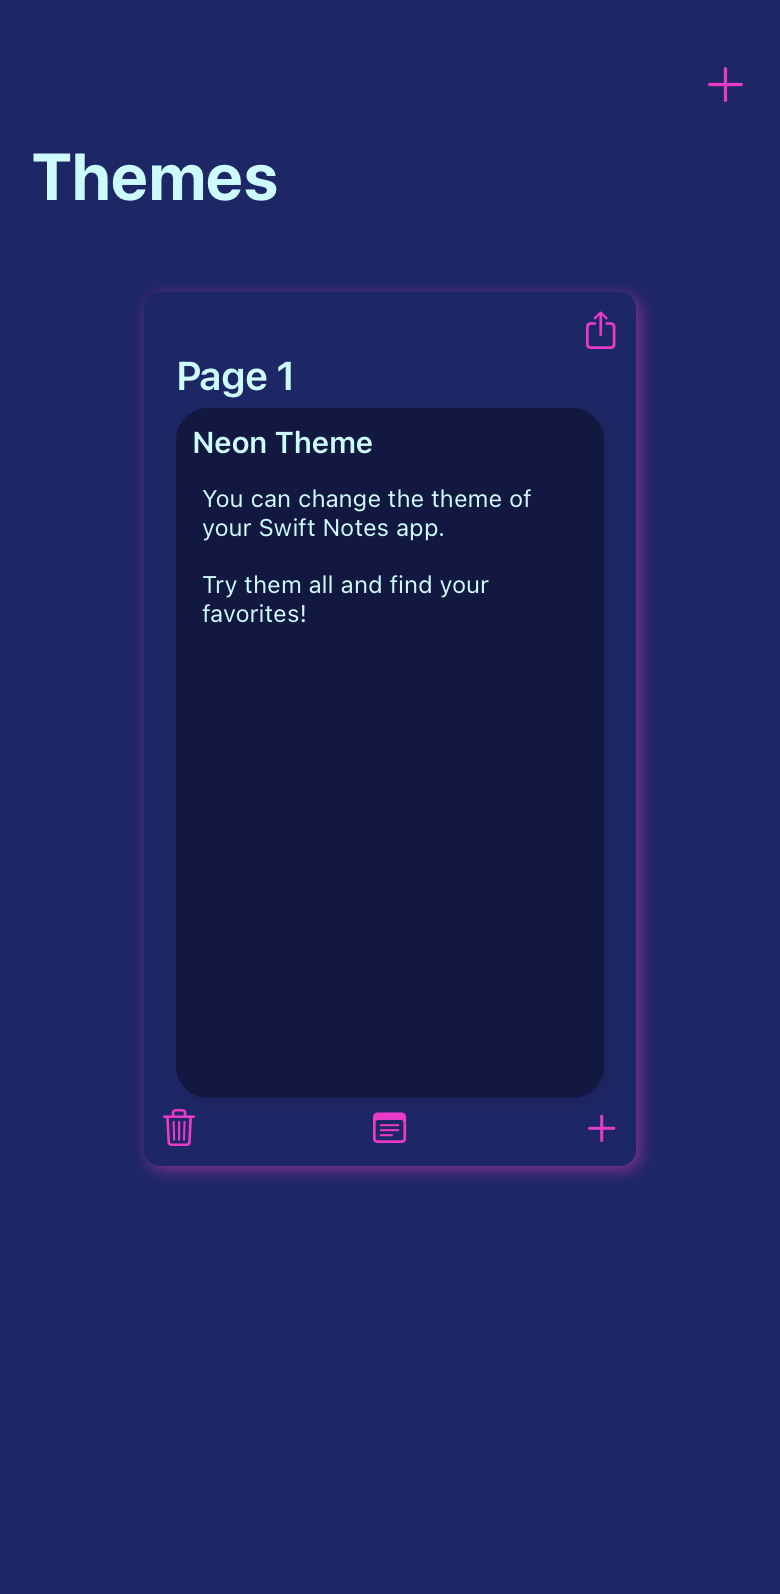 Themes
Page 1
Neon Theme
You can change the theme of
your Swift Notes app.
Try them all and find your
favorites!